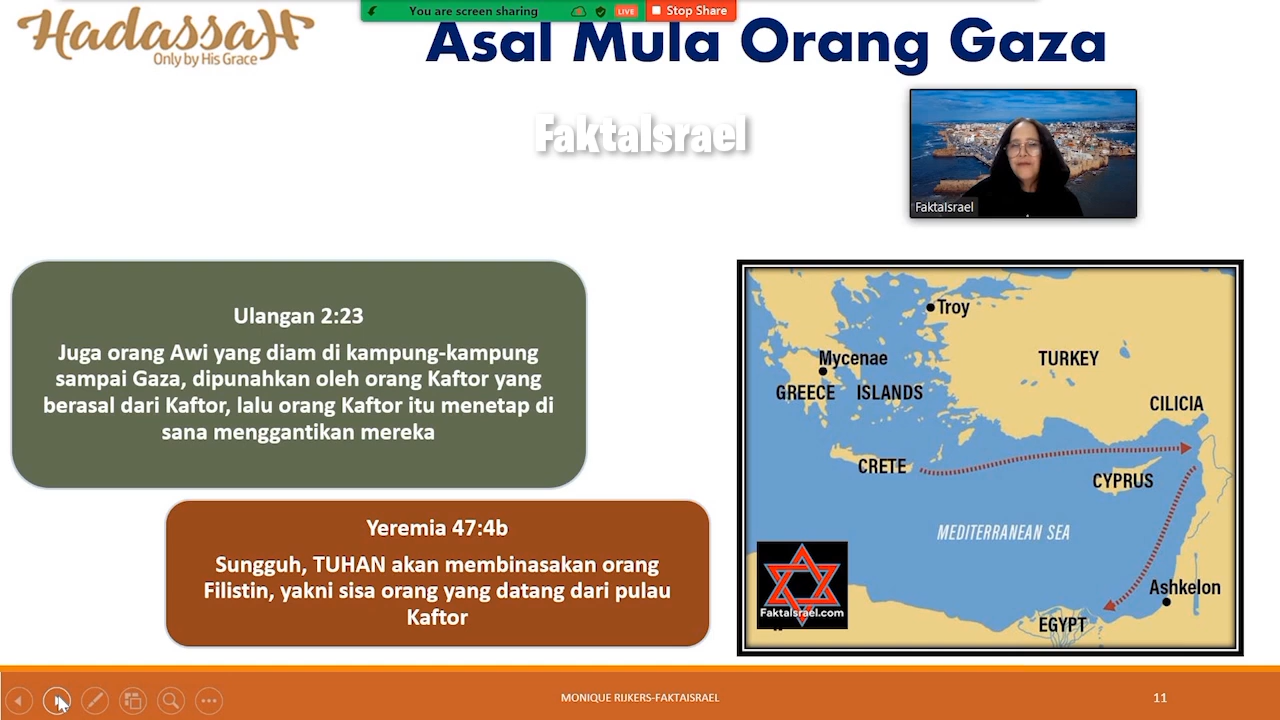 Hadassah
Only by His Grace
You are screen sharing
LIVE
Stop Share
Asal Mula Orang Gaza
FaktaIsrael
FaktaIsrael
Ulangan 2:23
Juga orang Awi yang diam di kampung-kampung
sampai Gaza, dipunahkan oleh orang Kaftor yang
berasal dari Kaftor, lalu orang Kaftor itu menetap di
sana menggantikan mereka
Yeremia 47:4b
Sungguh, TUHAN akan membinasakan orang
Filistin, yakni sisa orang yang datang dari pulau
Kaftor
Troy
Mycenae
TURKEY
GREECE
ISLANDS
CILICIA
CRETE
CYPRUS
MEDITERRANEAN SEA
Ashkelon
EGYPT
FaktaIsrael.com
MONIQUE RIJKERS-FAKTAISRAEL
11